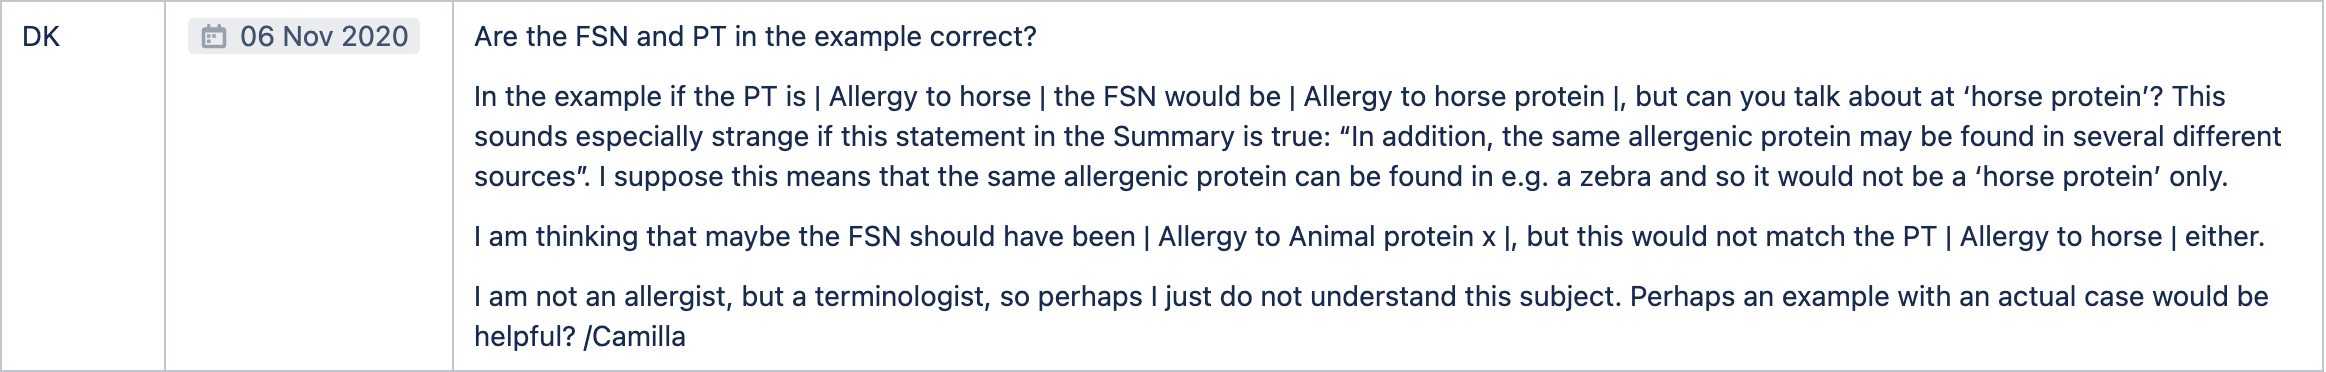 DK
06 Nov 2020
Are the FSN and PT in the example correct?
In the example if the PT is | Allergy to horse | the FSN would be | Allergy to horse protein |, but can you talk about at ‘horse protein’? This
sounds especially strange if this statement in the Summary is true: “In addition, the same allergenic protein may be found in several different
sources”. I suppose this means that the same allergenic protein can be found in e.g. a zebra and so it would not be a ‘horse protein’ only.
I am thinking that maybe the FSN should have been | Allergy to Animal protein x |, but this would not match the PT | Allergy to horse | either.
I am not an allergist, but a terminologist, so perhaps I just do not understand this subject. Perhaps an example with an actual case would be
helpful? /Camilla